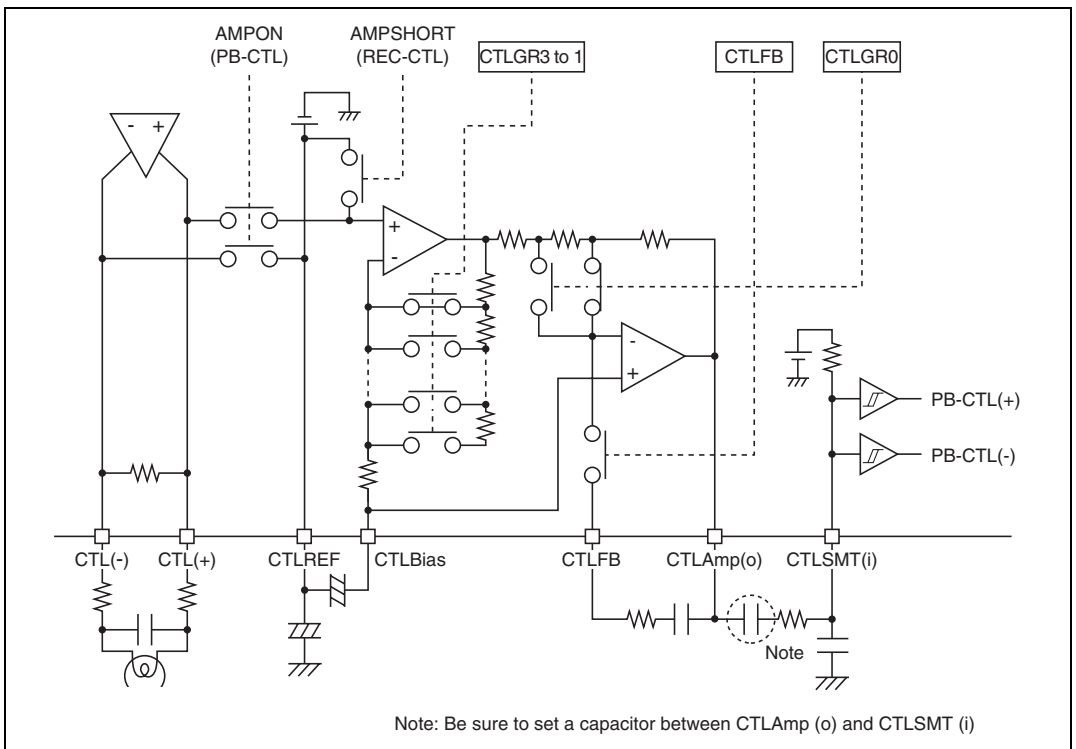 AMPON
(PB-CTL)
AMPSHORT
(REC-CTL)
CTLGR3 to 1
CTLFB
CTLGR0
- +
+
-
-
+
PB-CTL(+)
PB-CTL(-)
CTL(-)
CTL(+)
CTLREF
CTLBias
CTLFB
CTLAmp(o)
CTLSMT(i)
Note
Note: Be sure to set a capacitor between CTLAmp (o) and CTLSMT (i)